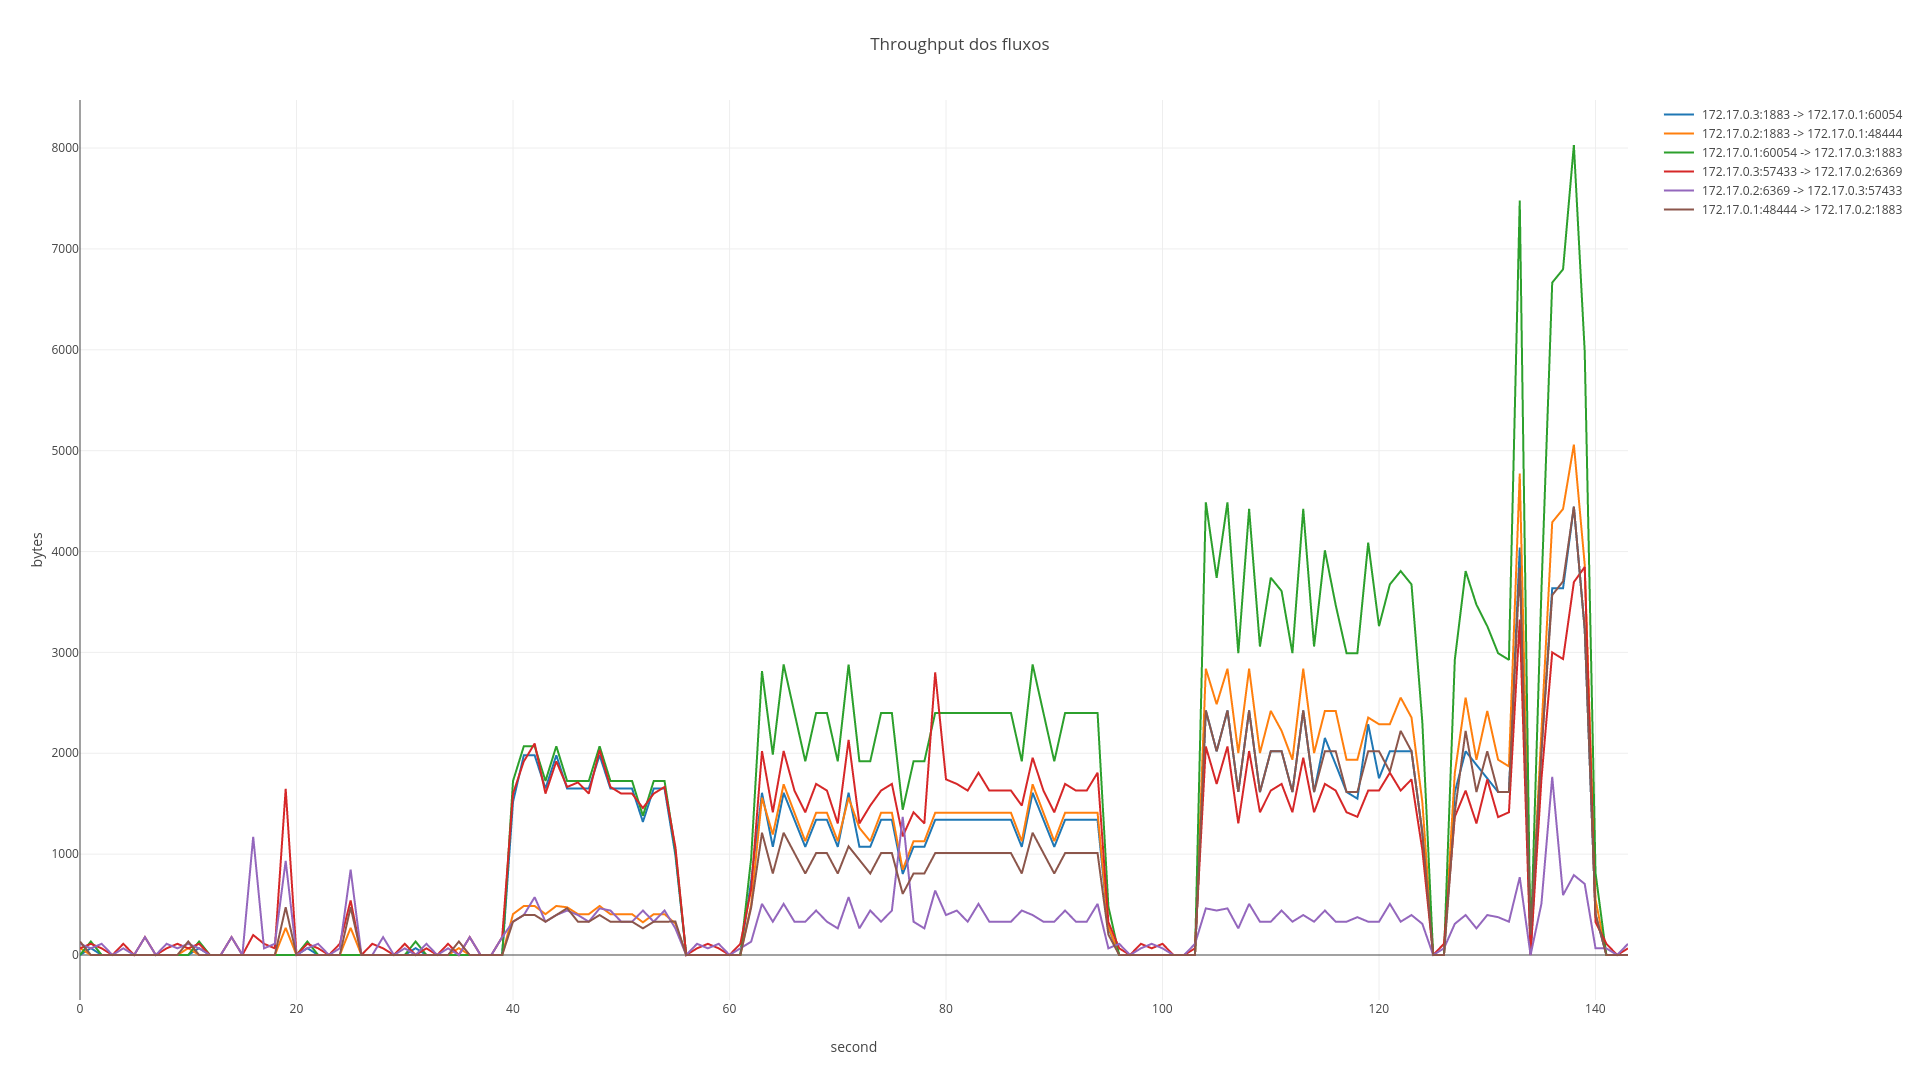 Throughput dos fluxos
172.17.0.3:1883 -> 172.17.0.1:60054
172.17.0.2:1883 -> 172.17.0.1:48444
172.17.0.1:60054 -> 172.17.0.3:1883
172.17.0.3:57433 -> 172.17.0.2:6369
172.17.0.2:6369 -> 172.17.0.3:57433
172.17.0.1:48444 -> 172.17.0.2:1883
8000
7000
6000
5000
4000
3000
2000
1000
0
bytes
0 20 40 60 80 100 120 140
second